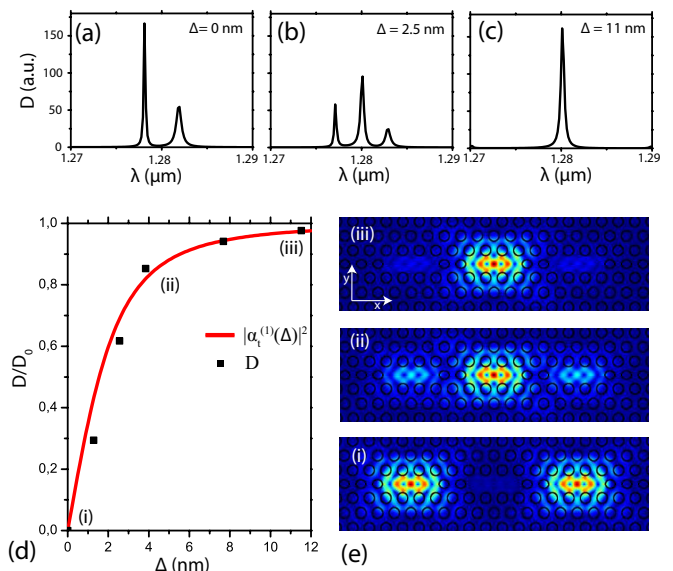 (a)
Δ= 0 nm
(b)
Δ = 2.5 nm
(c)
Δ = 11 nm
D (a.u.)
150
100
50
0
1.27
1.28
1.29
1.27
1.28
1.29
1.27
1.28
1.29
λ (μm)
λ (μm)
λ (μm)
D/D₀
1,0
0,8
0,6
0,4
0,2
0,0
(iii)
(ii)
|αₜ⁽¹⁾(Δ)|²
D
(i)
0
2
4
6
8
10
12
(d)
Δ (nm)
(iii)
y
x
(ii)
(i)
(e)